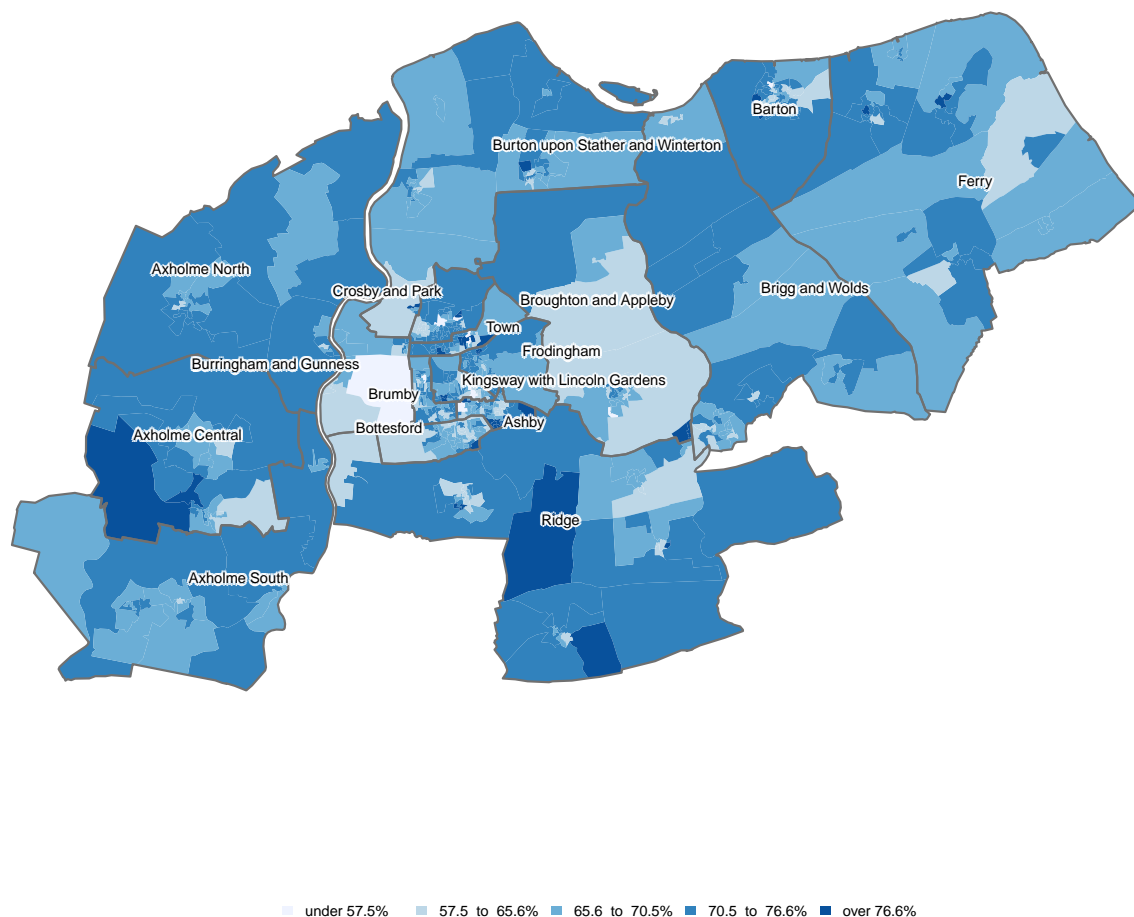 Barton
Burton upon Stather and Winterton
Ferry
Axholme North
Crosby and Park
Brigg and Wolds
Broughton and Appleby
Town
Frodingham
Burringham and Gunness
Kingsway with Lincoln Gardens
Brumby
Ashby
Bottesford
Axholme Central
Ridge
Axholme South
under 57.5% 57.5 to 65.6% 65.6 to 70.5% 70.5 to 76.6% over 76.6%